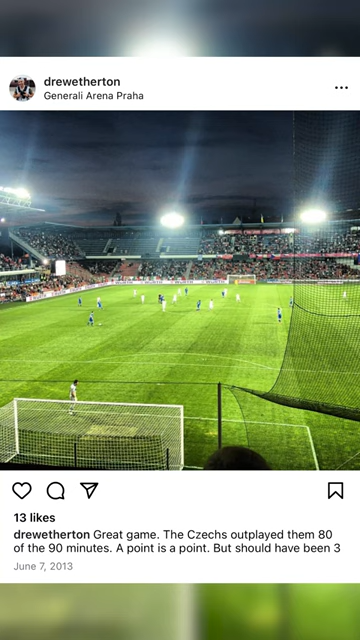 drewetherton
Generali Arena Praha
13 likes
drewetherton Great game. The Czechs outplayed them 80
of the 90 minutes. A point is a point. But should have been 3
June 7, 2013